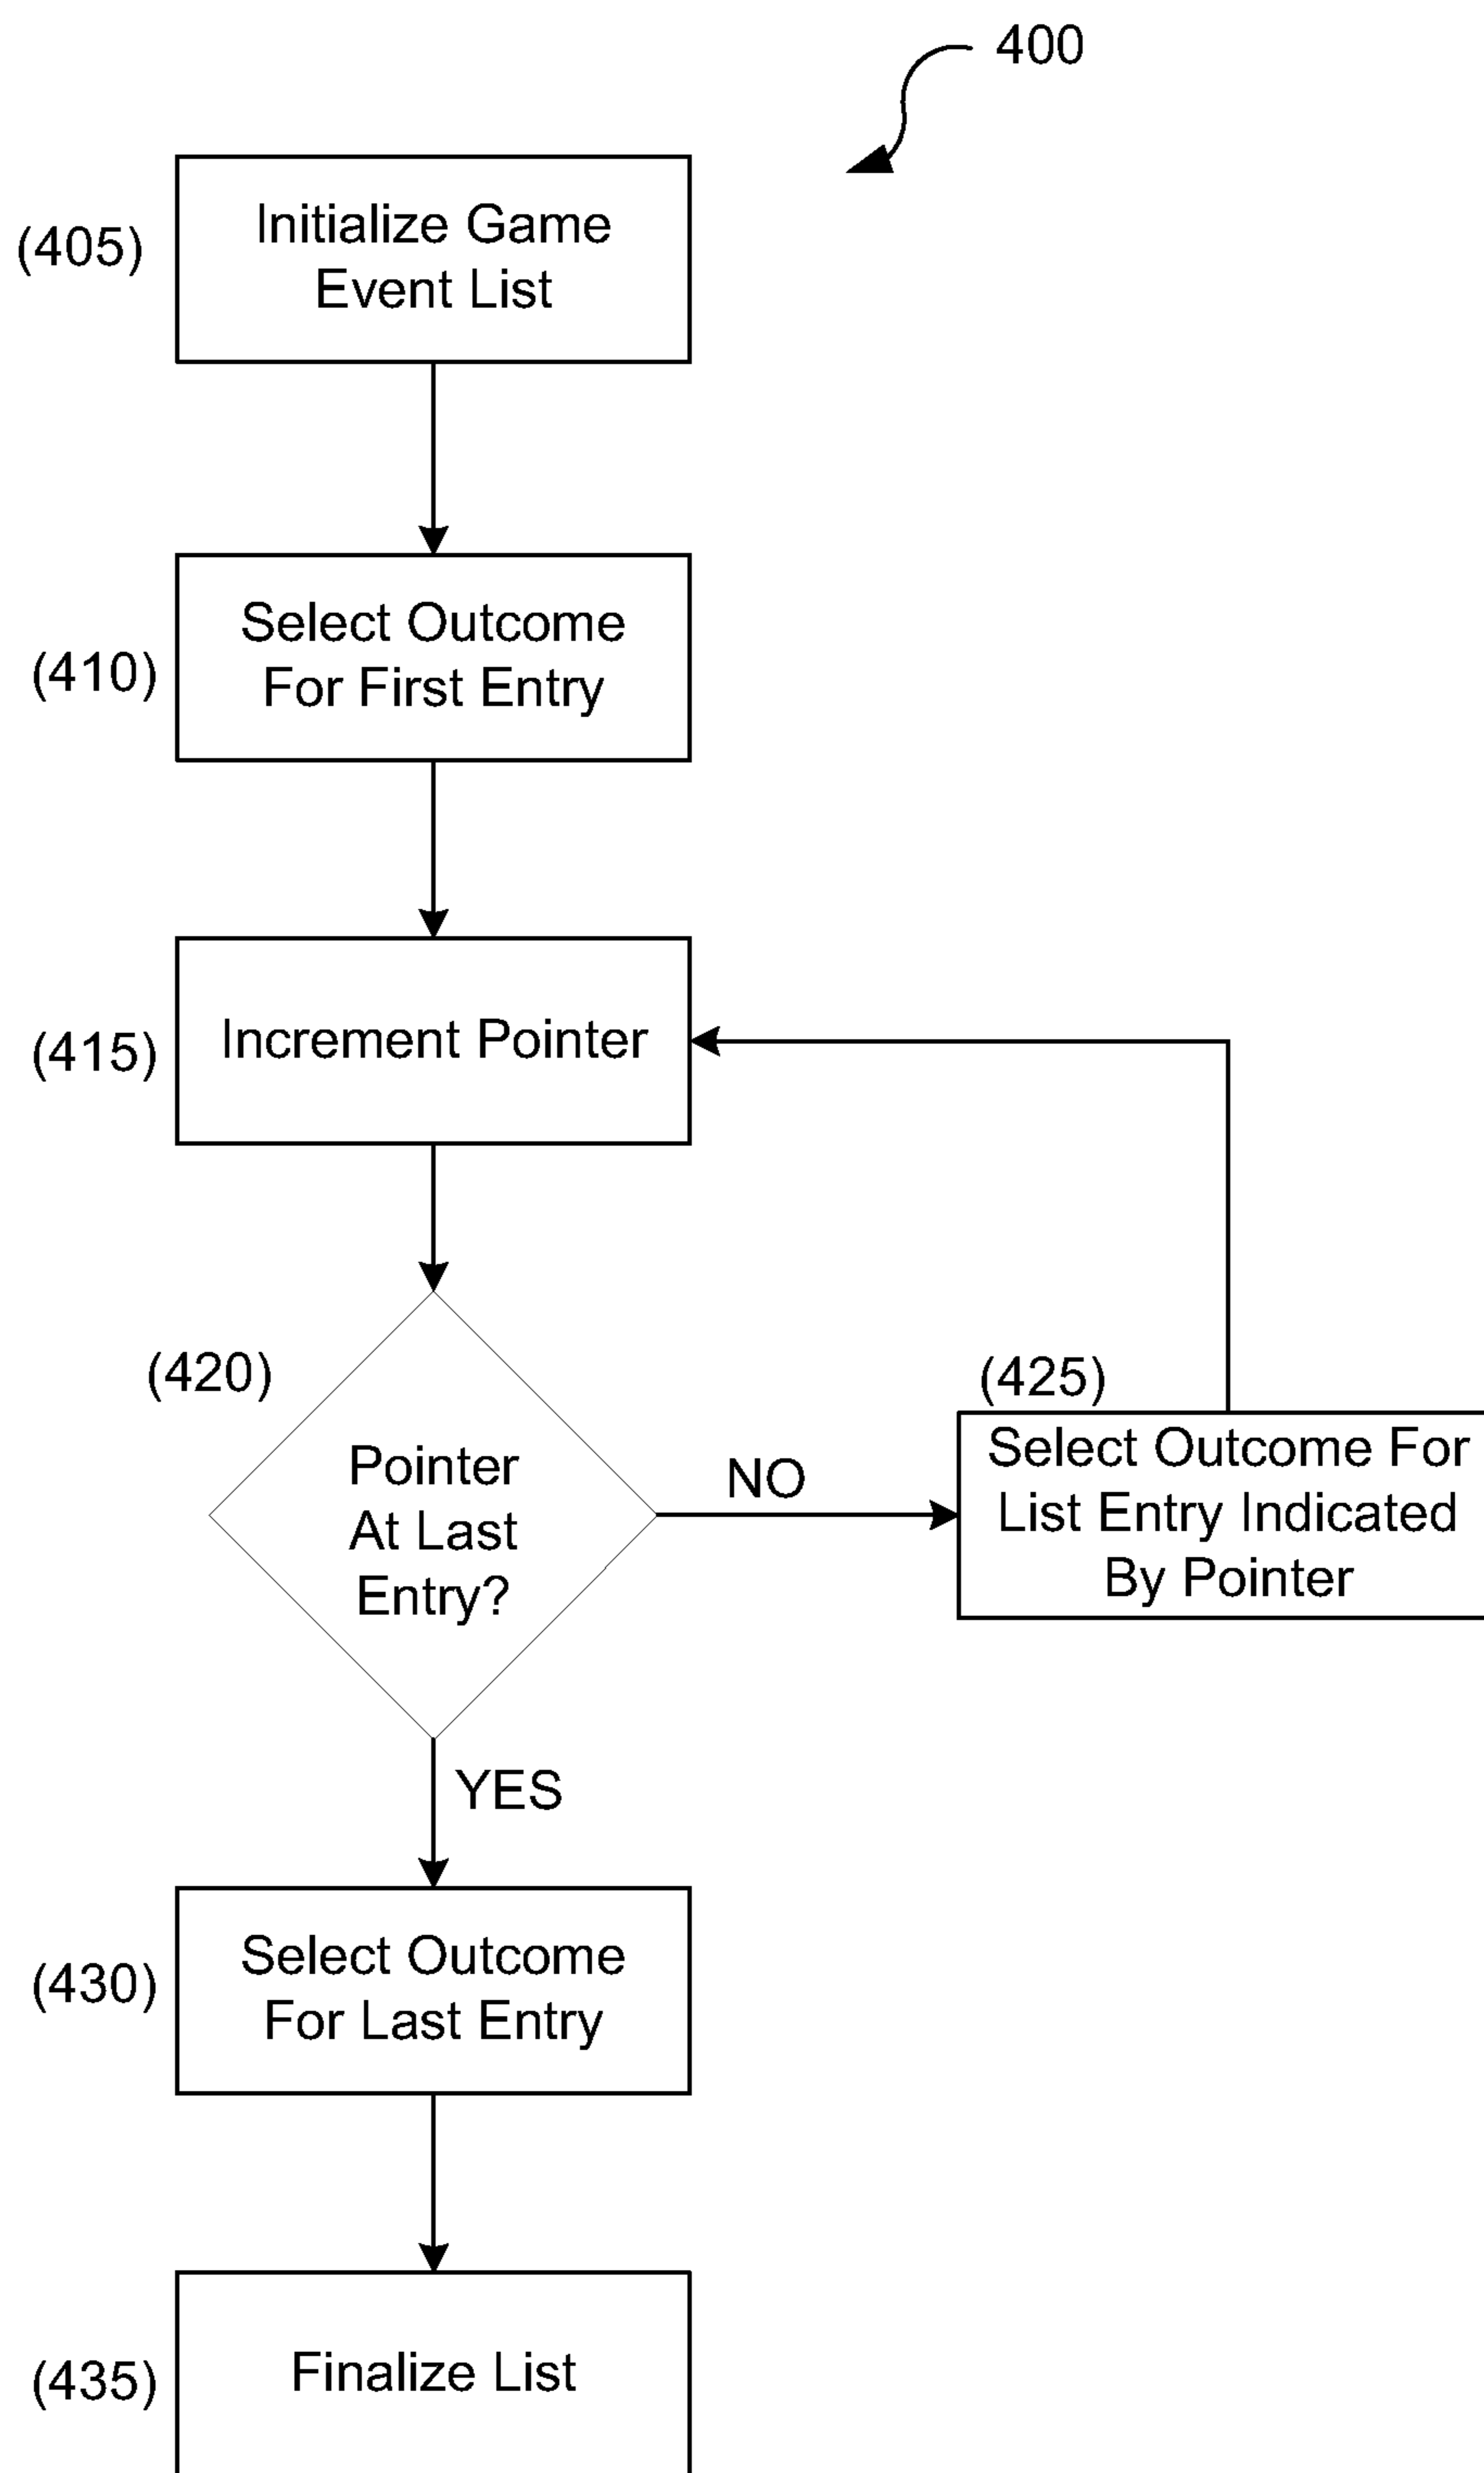 400
(405)
Initialize Game
Event List
(410)
Select Outcome
For First Entry
(415)
Increment Pointer
(420)
Pointer
At Last
Entry?
NO
(425)
Select Outcome For
List Entry Indicated
By Pointer
YES
(430)
Select Outcome
For Last Entry
(435)
Finalize List